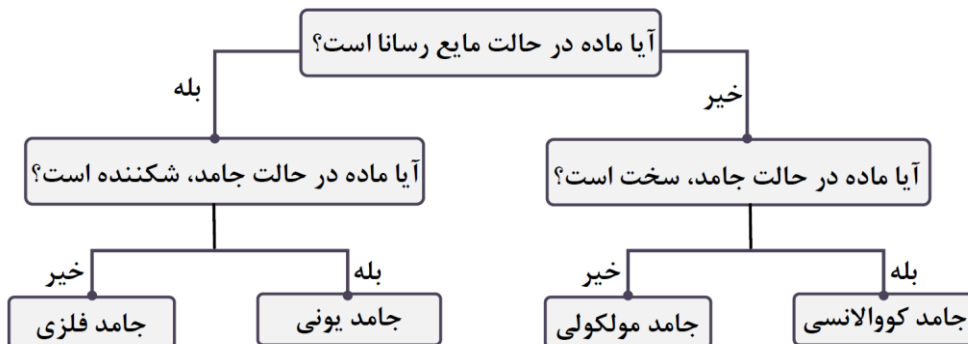 آیا ماده در حالت مایع رسانا است؟
خیر
بله
آیا ماده در حالت جامد، سخت است؟
آیا ماده در حالت جامد، شکننده است؟
بله
خیر
بله
خیر
جامد کووالانسی
جامد مولکولی
جامد یونی
جامد فلزی